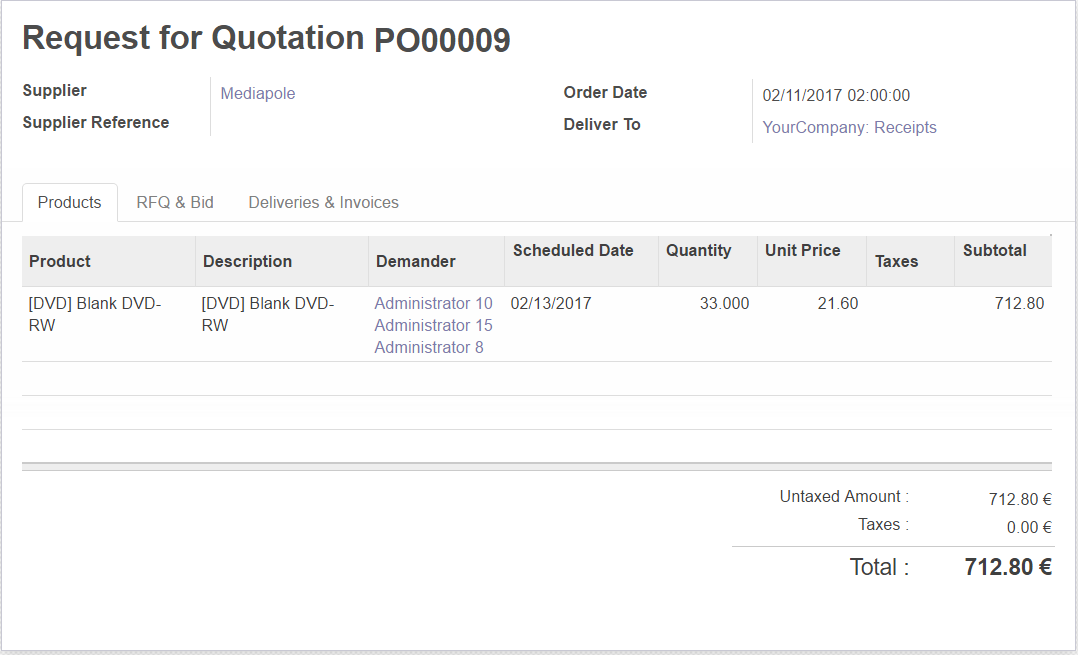 Request for Quotation PO00009
Supplier
Mediapole
Supplier Reference
Order Date
02/11/2017 02:00:00
Deliver To
YourCompany: Receipts
Products
RFQ & Bid
Deliveries & Invoices
Product Description Demander Scheduled Date Quantity Unit Price Taxes Subtotal
[DVD] Blank DVD- [DVD] Blank DVD- Administrator 10 02/13/2017 33.000 21.60 712.80
RW RW Administrator 15
Administrator 8
Untaxed Amount : 712.80 €
Taxes : 0.00 €
Total : 712.80 €